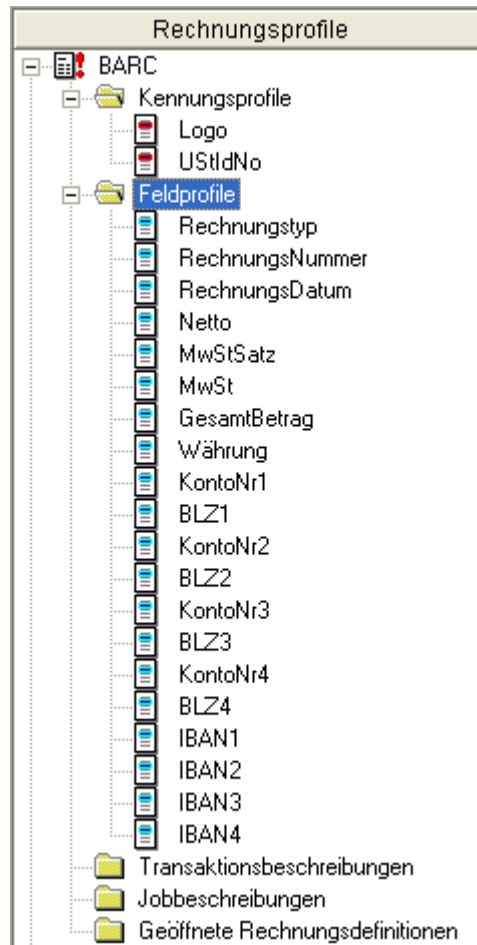 Rechnungsprofile
BARC
Kennungsprofile
Logo
UStIdNo
Feldprofile
Rechnungstyp
RechnungsNummer
RechnungsDatum
Netto
MwStSatz
MwSt
GesamtBetrag
Währung
KontoNr1
BLZ1
KontoNr2
BLZ2
KontoNr3
BLZ3
KontoNr4
BLZ4
IBAN1
IBAN2
IBAN3
IBAN4
Transaktionsbeschreibungen
Jobbeschreibungen
Geöffnete Rechnungsdefinitionen